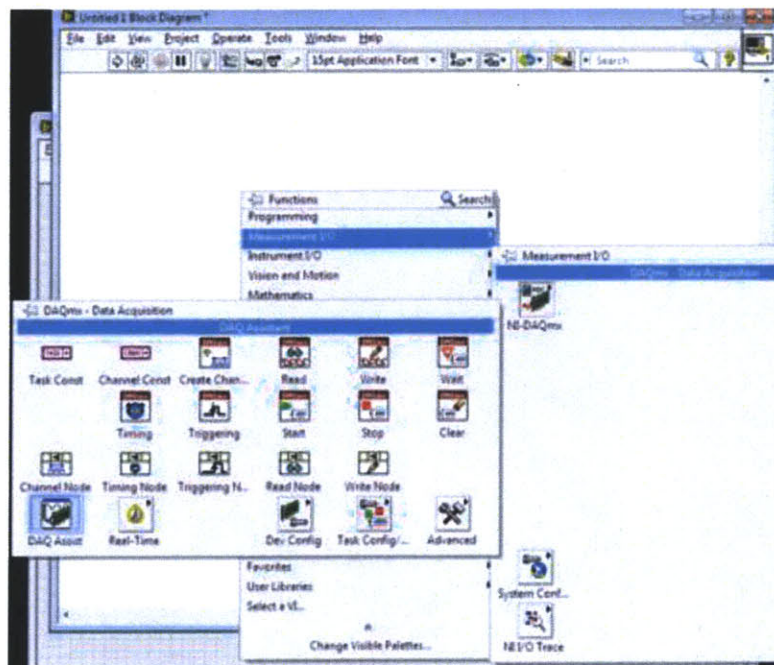 Untitled 1 Block Diagram *
File Edit View Project Operate Tools Window Help
15pt Application Font Search
Functions Search
Programming
Measurement I/O
Instrument I/O
Vision and Motion
Mathematics
Measurement I/O
DAQmx - Data Acquisition
NI-DAQmx
DAQmx - Data Acquisition
DAQ Assistant
Task Const Channel Const Create Chan... Read Write Wait
Timing Triggering Start Stop Clear
Channel Node Timing Node Triggering N... Read Node Write Node
DAQ Assist Real-Time Dev Config Task Config/... Advanced
Favorites
User Libraries
Select a VI...
Change Visible Palettes...
System Conf...
NI I/O Trace